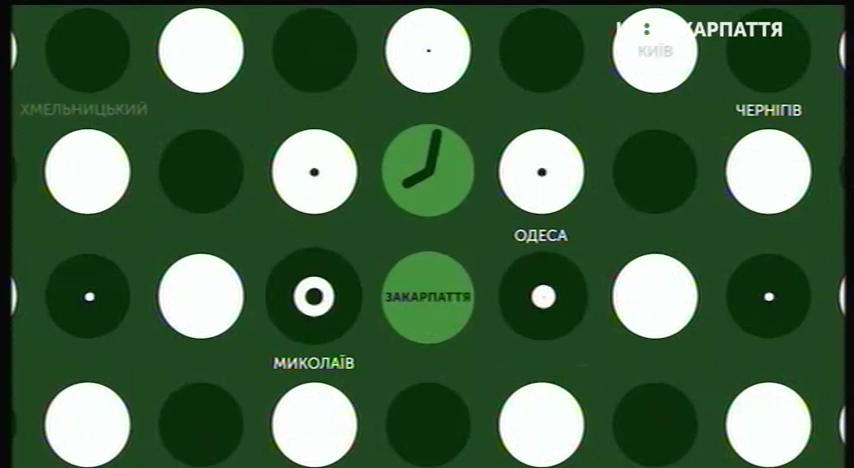 КАРПАТТЯ
КИЇВ
ХМЕЛЬНИЦЬКИЙ
ЧЕРНІГІВ
ОДЕСА
ЗАКАРПАТТЯ
МИКОЛАЇВ